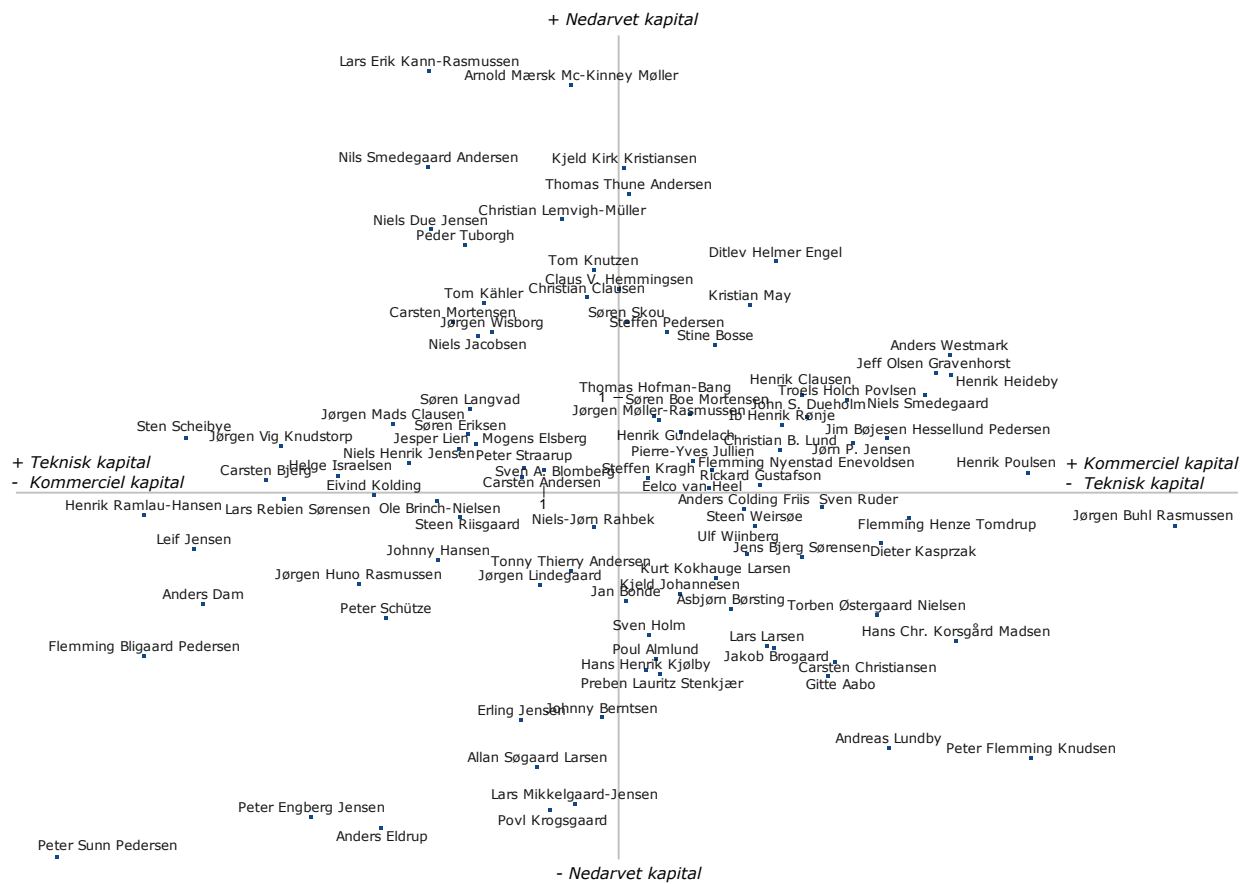 + Nedarvet kapital
Lars Erik Kann-Rasmussen
Arnold Mærsk Mc-Kinney Møller
Nils Smedegaard Andersen
Kjeld Kirk Kristiansen
Thomas Thune Andersen
Christian Lemvigh-Müller
Niels Due Jensen
Peder Tuborgh
Ditlev Helmer Engel
Tom Knutzen
Claus V. Hemmingsen
Christian Clausen
Tom Kähler
Kristian May
Carsten Mortensen
Søren Skou
Jørgen Wisborg
Steffen Pedersen
Stine Bosse
Niels Jacobsen
Anders Westmark
Jeff Olsen Gravenhorst
Henrik Clausen
Henrik Heideby
Thomas Hofman-Bang
Troels Holch Povlsen
1
Søren Langvad
Søren Boe Mortensen
John S. Dueholm
Niels Smedegaard
Jørgen Møller-Rasmussen
Jørgen Mads Clausen
Ib Henrik Rønje
Sten Scheibye
Søren Eriksen
Jim Bøjesen Hessellund Pedersen
Jørgen Vig Knudstorp
Jesper Lien
Mogens Elsberg
Henrik Gündelach
Christian B. Lund
Niels Henrik Jensen
Peter Straarup
Pierre-Yves Jullien
Jørn P. Jensen
+ Teknisk kapital
Helge Israelsen
Flemming Nyenstad Enevoldsen
Henrik Poulsen
+ Kommerciel kapital
Carsten Bjerg
Sven A. Blomberg
Steffen Kragh
Rickard Gustafson
- Kommerciel kapital
Eivind Kolding
Carsten Andersen
Eelco van Heel
- Teknisk kapital
Henrik Ramlau-Hansen
Lars Rebien Sørensen
Ole Brinch-Nielsen
1
Anders Colding Friis
Sven Ruder
Steen Riisgaard
Niels-Jørn Rahbek
Steen Weirsøe
Flemming Henze Tomdrup
Jørgen Buhl Rasmussen
Leif Jensen
Ulf Wiinberg
Johnny Hansen
Jens Bjerg Sørensen
Dieter Kasprzak
Tonny Thierry Andersen
Jørgen Huno Rasmussen
Jørgen Lindegaard
Kurt Kokhauge Larsen
Kjeld Johannesen
Anders Dam
Jan Bonde
Asbjørn Børsting
Peter Schütze
Torben Østergaard Nielsen
Sven Holm
Hans Chr. Korsgård Madsen
Flemming Bligaard Pedersen
Lars Larsen
Poul Almlund
Jakob Brogaard
Hans Henrik Kjølby
Carsten Christiansen
Preben Lauritz Stenkjær
Gitte Aabo
Erling Jensen
Johnny Berntsen
Andreas Lundby
Peter Flemming Knudsen
Allan Søgaard Larsen
Lars Mikkelgaard-Jensen
Peter Engberg Jensen
Povl Krogsgaard
Anders Eldrup
Peter Sunn Pedersen
- Nedarvet kapital